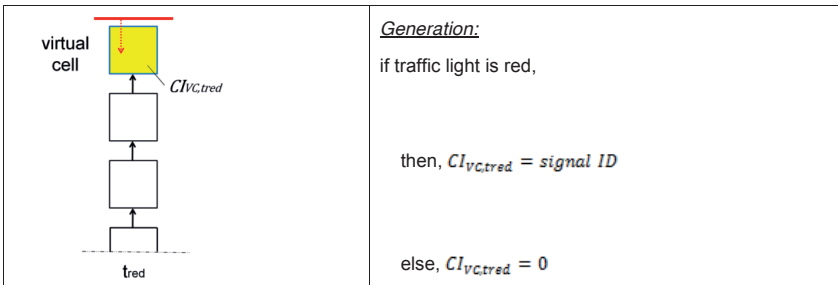 virtual
cell
CIVC,tred
tred
Generation:
if traffic light is red,
then, CIVC,tred = signal ID
else, CIVC,tred = 0